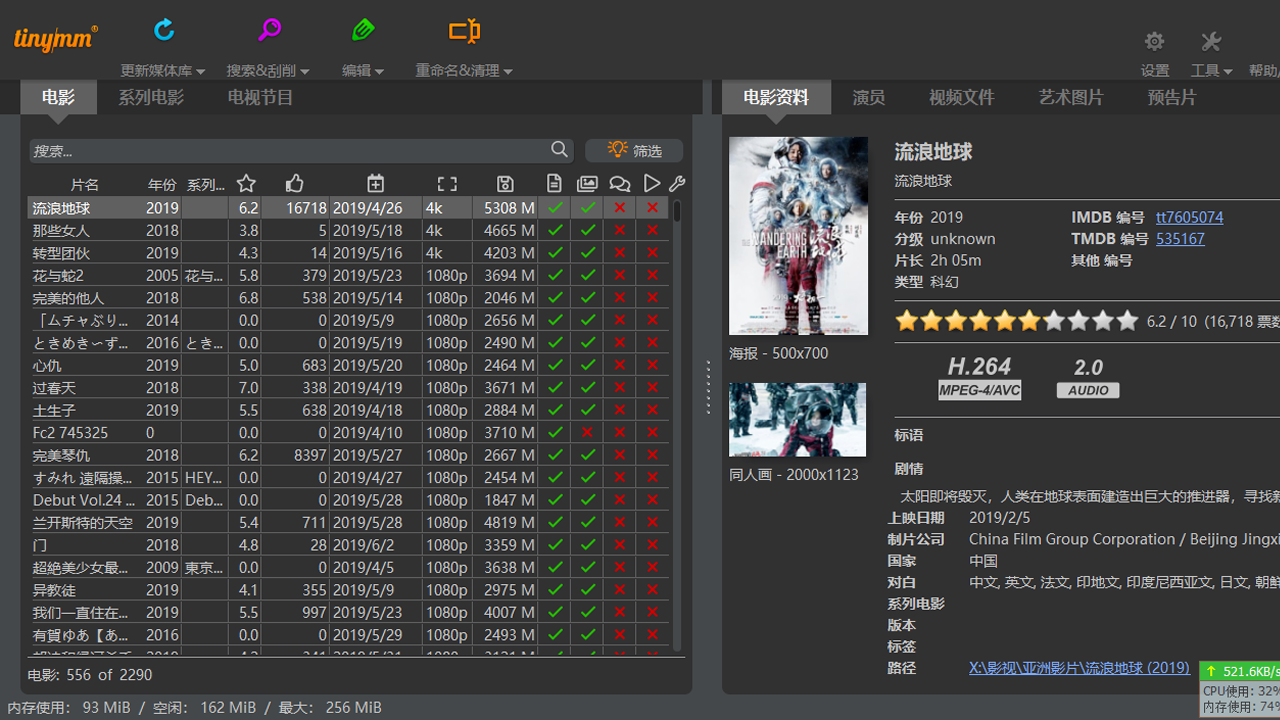 tinymm®
更新媒体库 搜索&刮削 编辑 重命名&清理 设置 工具 帮助
电影 系列电影 电视节目
搜索... 筛选
片名 年份 系列...
流浪地球 2019 6.2 16718 2019/4/26 4k 5308 M
那些女人 2018 3.8 5 2019/5/18 4k 4665 M
转型团伙 2019 4.3 14 2019/5/16 4k 4203 M
花与蛇2 2005 花与... 5.8 379 2019/5/23 1080p 3694 M
完美的他人 2018 6.8 538 2019/5/14 1080p 2046 M
「ムチャぶり... 2014 0.0 0 2019/5/9 1080p 2656 M
ときめき〜す... 2016 とき... 0.0 0 2019/5/19 1080p 2490 M
心仇 2019 5.0 683 2019/5/20 1080p 2464 M
过春天 2018 7.0 338 2019/4/19 1080p 3671 M
土生子 2019 5.5 638 2019/4/18 1080p 2884 M
Fc2 745325 0 0.0 0 2019/4/10 1080p 3710 M
完美琴仇 2018 6.2 8397 2019/5/27 1080p 2667 M
すみれ 遠隔操... 2015 HEY... 0.0 0 2019/4/27 1080p 2454 M
Debut Vol.24 ... 2015 Deb... 0.0 0 2019/5/28 1080p 1847 M
兰开斯特的天空 2019 5.4 711 2019/5/28 1080p 4819 M
门 2018 4.8 28 2019/6/2 1080p 3359 M
超絶美少女最... 2009 東京... 0.0 0 2019/4/5 1080p 3638 M
异教徒 2019 4.1 355 2019/5/9 1080p 2975 M
我们一直住在... 2019 5.5 997 2019/5/23 1080p 4007 M
有賀ゆあ【あ... 2016 0.0 0 2019/5/29 1080p 2493 M
电影: 556 of 2290
内存使用: 93 MiB / 空闲: 162 MiB / 最大: 256 MiB
电影资料 演员 视频文件 艺术图片 预告片
THE WANDERING EARTH
海报 - 500x700
同人画 - 2000x1123
流浪地球
流浪地球
年份 2019 IMDB 编号 tt7605074
分级 unknown TMDB 编号 535167
片长 2h 05m 其他 编号
类型 科幻
6.2 / 10 (16,718 票数
H.264 2.0
MPEG-4/AVC AUDIO
标语
剧情
太阳即将毁灭，人类在地球表面建造出巨大的推进器，寻找新
上映日期 2019/2/5
制片公司 China Film Group Corporation / Beijing Jingxi
国家 中国
对白 中文, 英文, 法文, 印地文, 印度尼西亚文, 日文, 朝鲜
系列电影
版本
标签
路径 X:\影视\亚洲影片\流浪地球 (2019)
↑ 521.6KB/s
CPU使用: 32%
内存使用: 74%